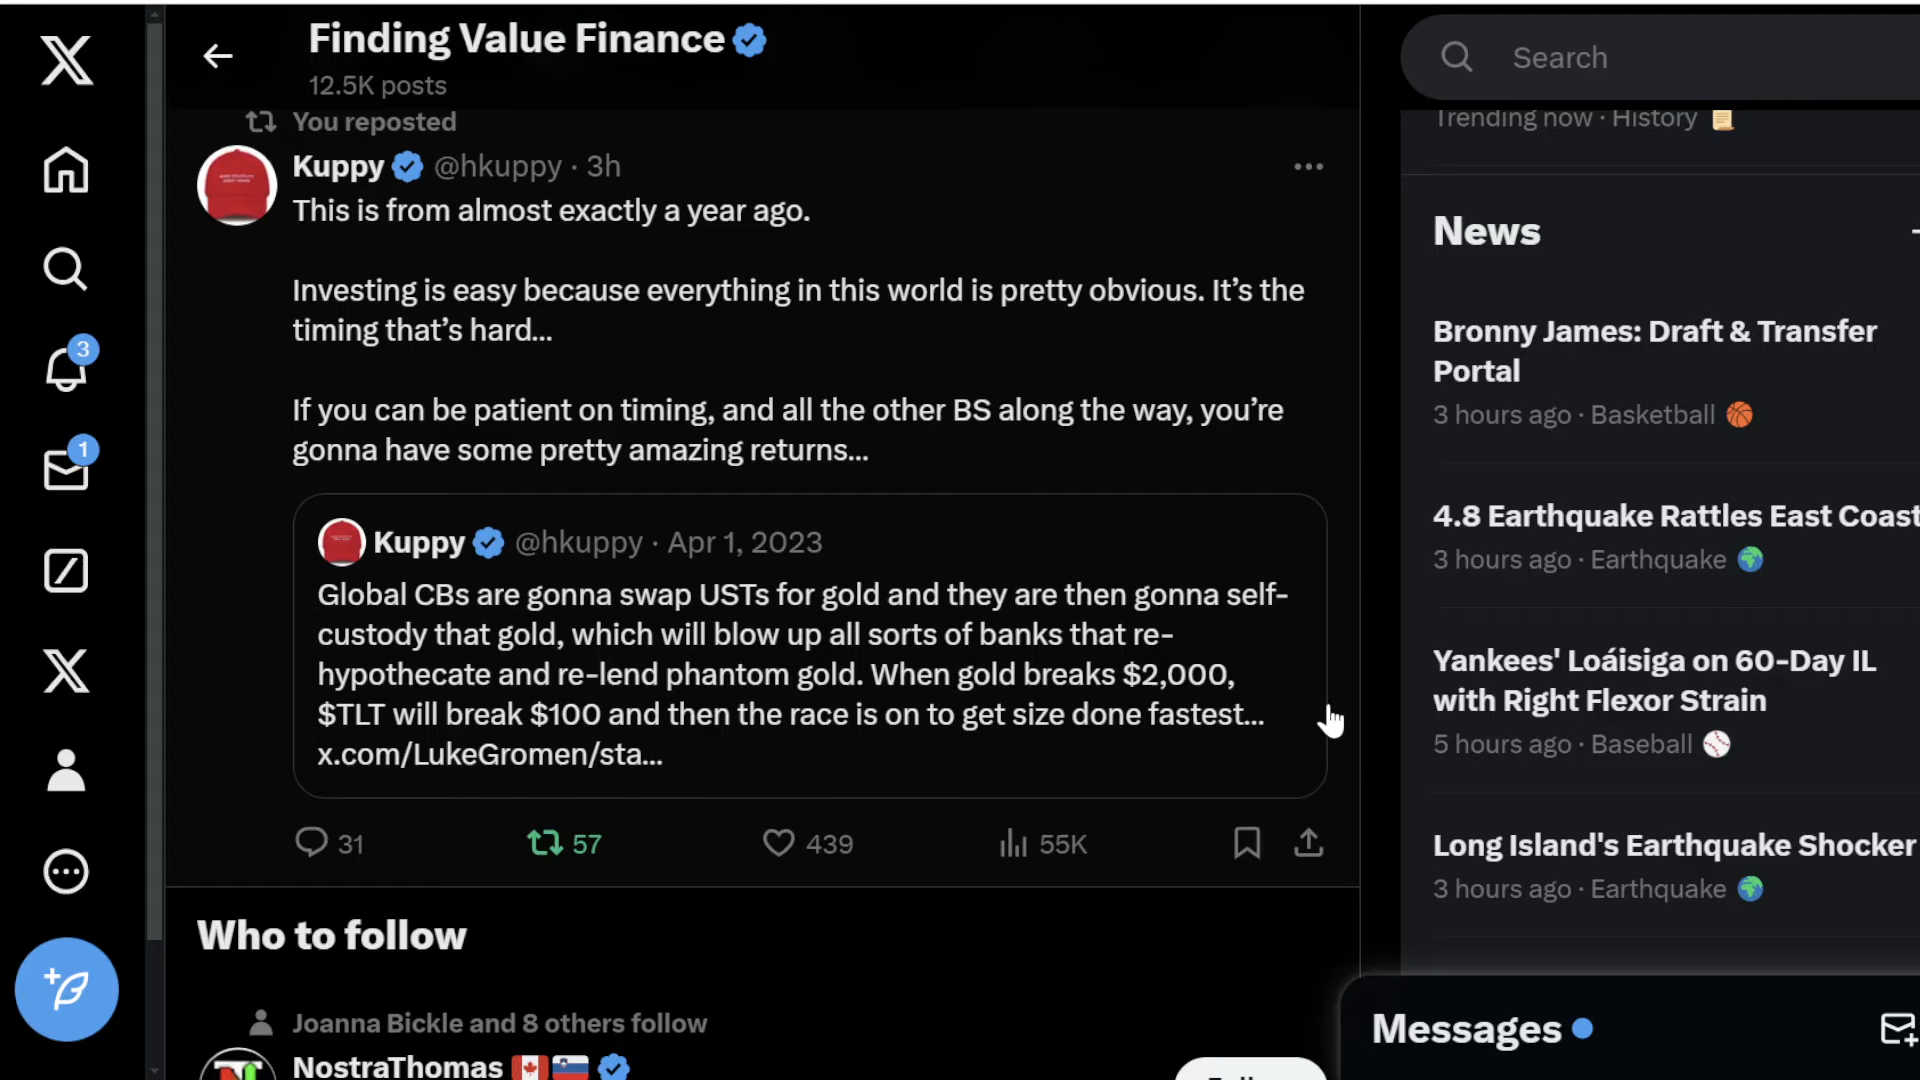 Finding Value Finance
12.5K posts
You reposted
Kuppy @hkuppy · 3h
This is from almost exactly a year ago.
Investing is easy because everything in this world is pretty obvious. It’s the
timing that’s hard...
If you can be patient on timing, and all the other BS along the way, you’re
gonna have some pretty amazing returns...
Kuppy @hkuppy · Apr 1, 2023
Global CBs are gonna swap USTs for gold and they are then gonna self-
custody that gold, which will blow up all sorts of banks that re-
hypothecate and re-lend phantom gold. When gold breaks $2,000,
$TLT will break $100 and then the race is on to get size done fastest...
x.com/LukeGromen/sta...
31 57 439 55K
Who to follow
Joanna Bickle and 8 others follow
NostraThomas
3
1
Search
Trending now · History
News
Bronny James: Draft & Transfer
Portal
3 hours ago · Basketball
4.8 Earthquake Rattles East Coast
3 hours ago · Earthquake
Yankees' Loáisiga on 60-Day IL
with Right Flexor Strain
5 hours ago · Baseball
Long Island's Earthquake Shocker
3 hours ago · Earthquake
Messages